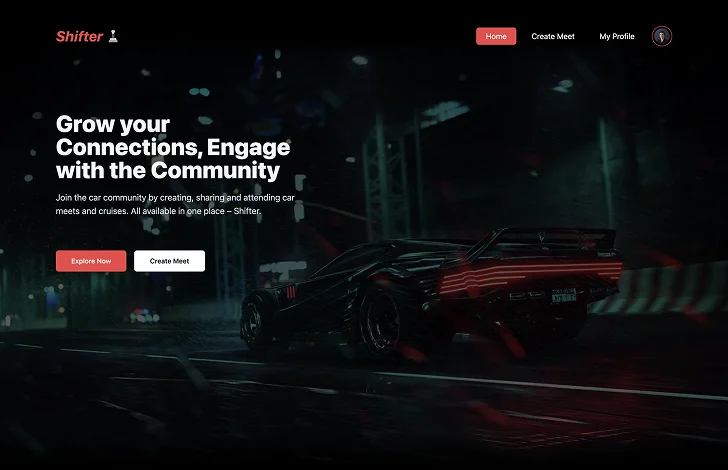 Shifter
Home
Create Meet
My Profile
Grow your
Connections, Engage
with the Community
Join the car community by creating, sharing and attending car
meets and cruises. All available in one place – Shifter.
Explore Now
Create Meet